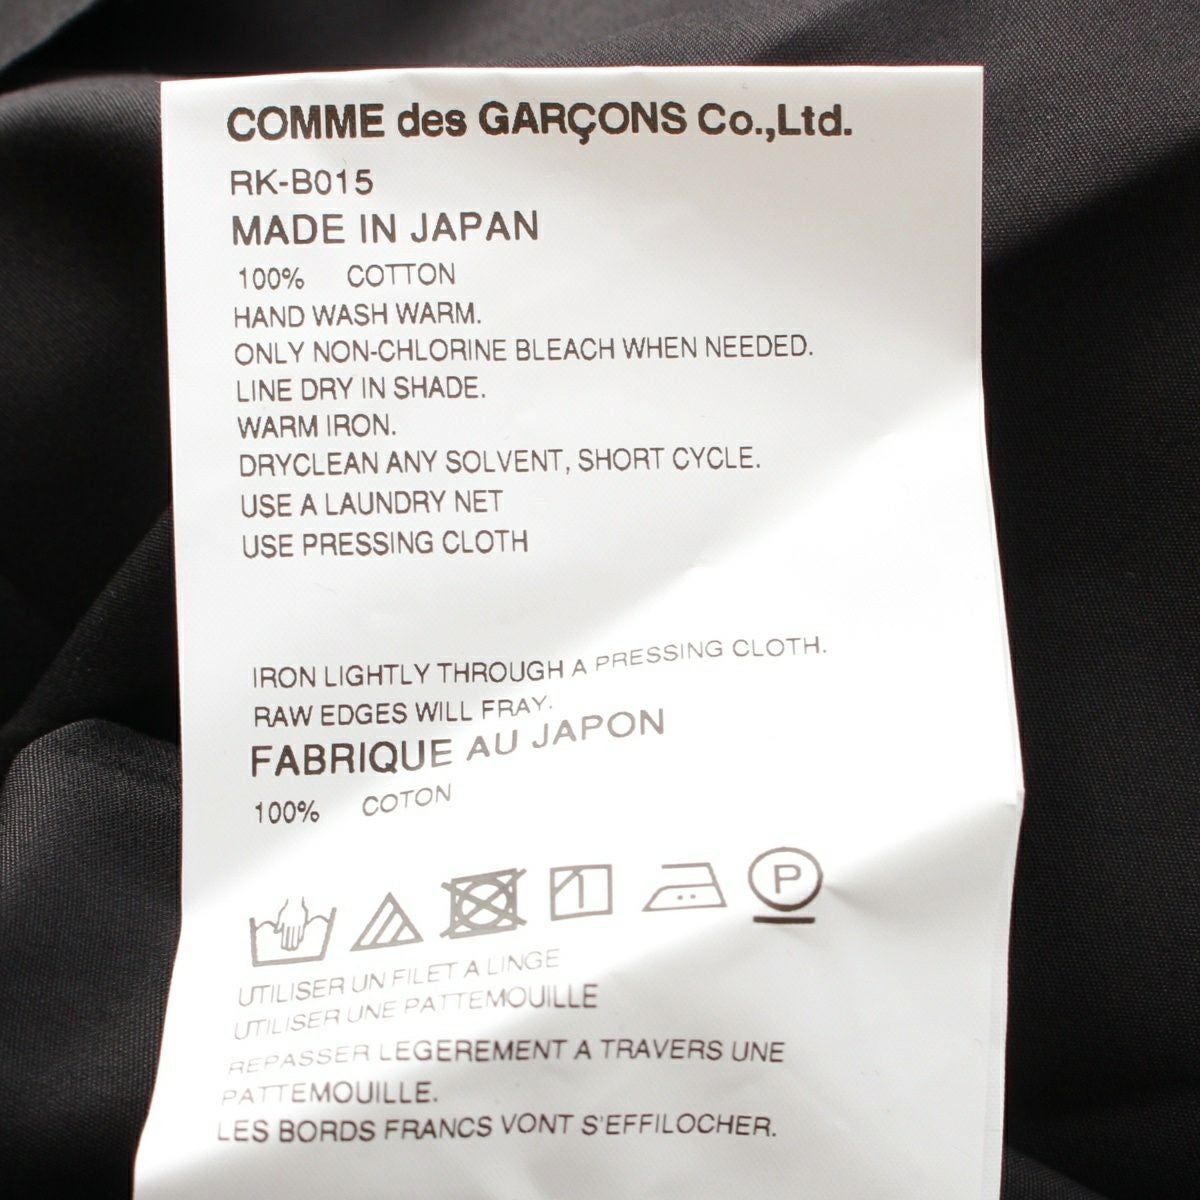 COMME des GARÇONS Co.,Ltd.
RK-B015
MADE IN JAPAN
100% COTTON
HAND WASH WARM.
ONLY NON-CHLORINE BLEACH WHEN NEEDED.
LINE DRY IN SHADE.
WARM IRON.
DRYCLEAN ANY SOLVENT, SHORT CYCLE.
USE A LAUNDRY NET
USE PRESSING CLOTH
IRON LIGHTLY THROUGH A PRESSING CLOTH.
RAW EDGES WILL FRAY.
FABRIQUE AU JAPON
100% COTON
P
UTILISER UN FILET A LINGE
UTILISER UNE PATTEMOUILLE
REPASSER LEGEREMENT A TRAVERS UNE
PATTEMOUILLE.
LES BORDS FRANCS VONT S'EFFILOCHER.